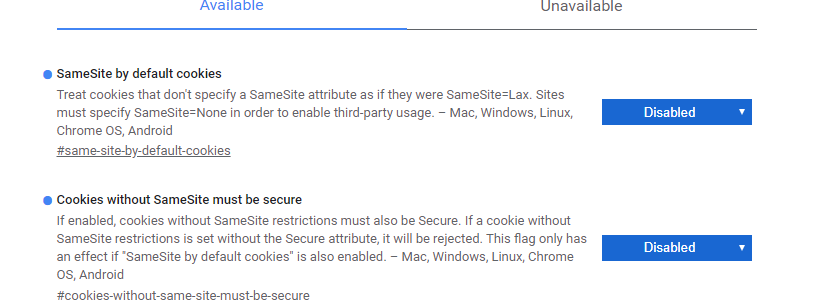 Available
Unavailable
SameSite by default cookies
Treat cookies that don't specify a SameSite attribute as if they were SameSite=Lax. Sites
must specify SameSite=None in order to enable third-party usage. – Mac, Windows, Linux,
Chrome OS, Android
#same-site-by-default-cookies
Disabled
Cookies without SameSite must be secure
If enabled, cookies without SameSite restrictions must also be Secure. If a cookie without
SameSite restrictions is set without the Secure attribute, it will be rejected. This flag only has
an effect if "SameSite by default cookies" is also enabled. – Mac, Windows, Linux, Chrome
OS, Android
#cookies-without-same-site-must-be-secure
Disabled